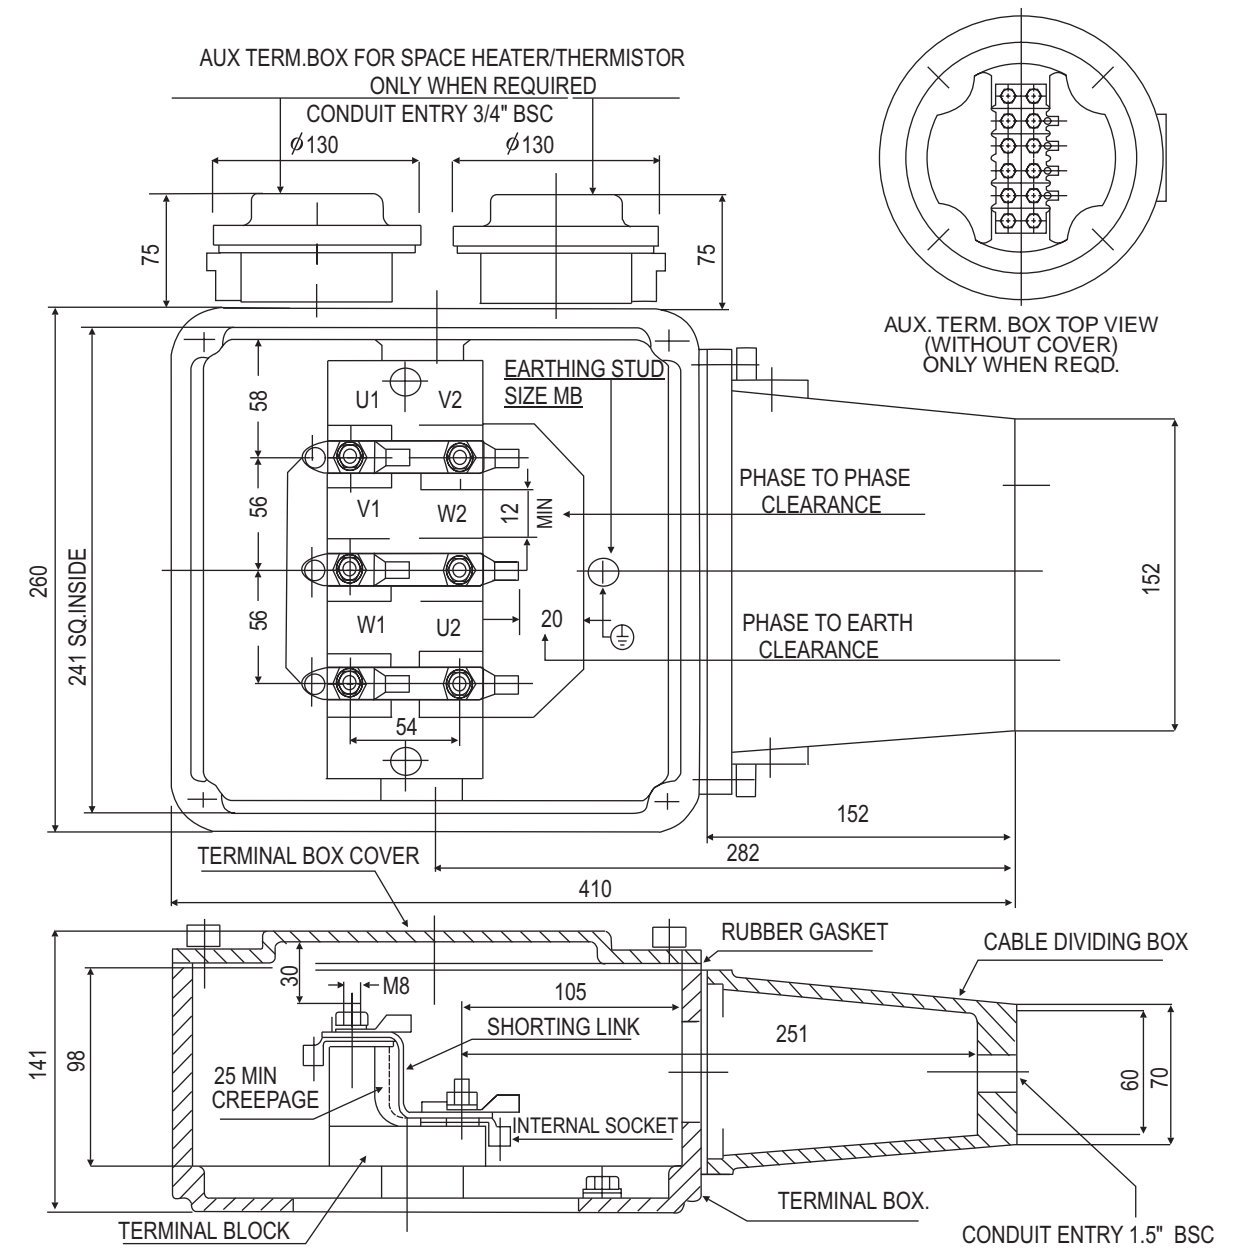 AUX TERM.BOX FOR SPACE HEATER/THERMISTOR
ONLY WHEN REQUIRED
CONDUIT ENTRY 3/4" BSC
ϕ130
ϕ130
75
75
AUX. TERM. BOX TOP VIEW
(WITHOUT COVER)
ONLY WHEN REQD.
EARTHING STUD
SIZE MB
U1
V2
58
56
56
V1
W2
12
MIN
PHASE TO PHASE
CLEARANCE
260
241 SQ.INSIDE
152
W1
U2
20
PHASE TO EARTH
CLEARANCE
54
152
282
410
TERMINAL BOX COVER
RUBBER GASKET
CABLE DIVIDING BOX
30
M8
105
SHORTING LINK
251
141
98
25 MIN
CREEPAGE
60
70
INTERNAL SOCKET
TERMINAL BOX.
TERMINAL BLOCK
CONDUIT ENTRY 1.5" BSC